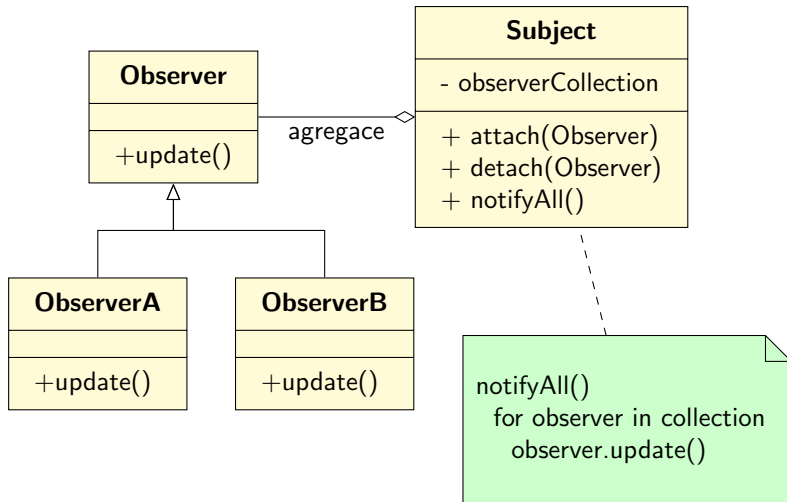 Observer
+update()
agregace
Subject
- observerCollection
+ attach(Observer)
+ detach(Observer)
+ notifyAll()
ObserverA
+update()
ObserverB
+update()
notifyAll()
for observer in collection
observer.update()